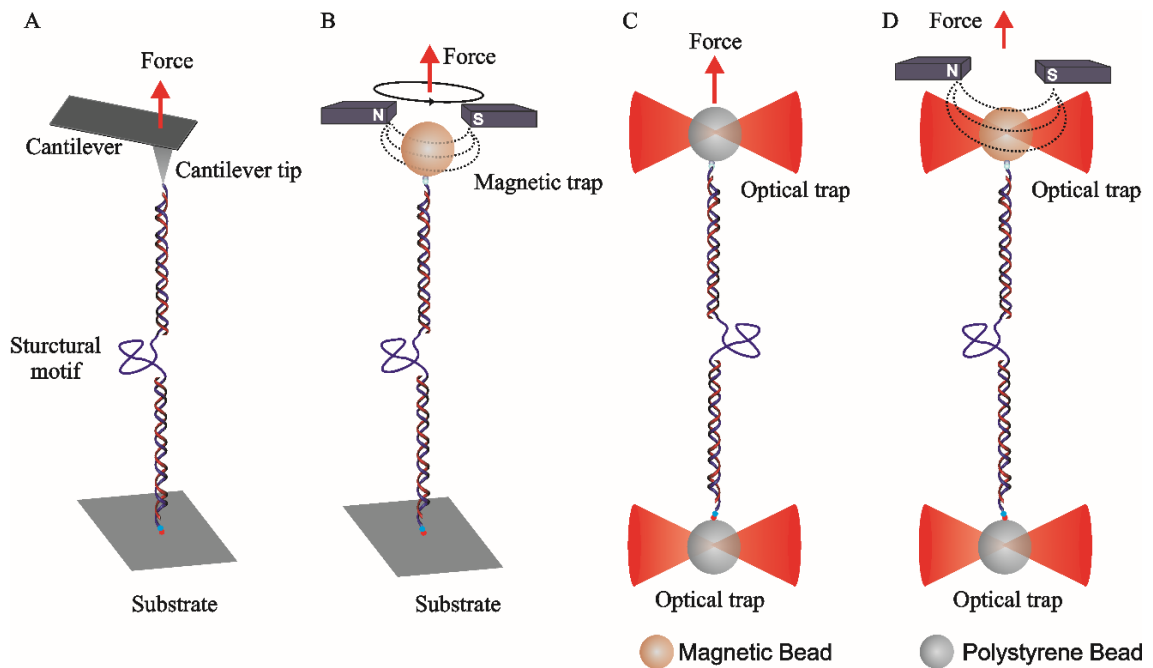 A
Force
Cantilever
Cantilever tip
Sturctural
motif
Substrate
B
Force
N
S
Magnetic trap
Substrate
C
Force
Optical trap
Optical trap
D
Force
N
S
Optical trap
Optical trap
Magnetic Bead
Polystyrene Bead